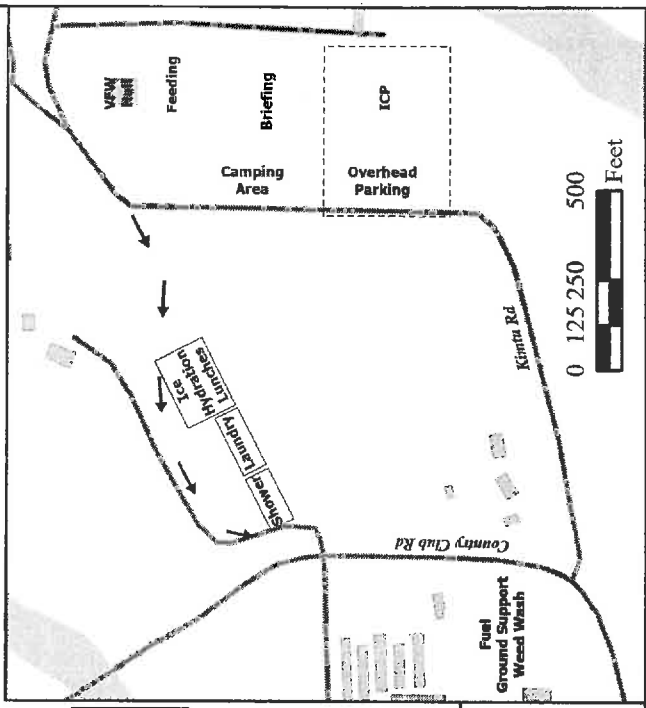 VFW
Hall
Feeding
Briefing
ICP
Camping
Area
Overhead
Parking
Ice
Hydration
Lunches
Laundry
Shower
Kimtu Rd
Country Club Rd
Fuel
Ground Support
Weed Wash
0 125 250 500
Feet